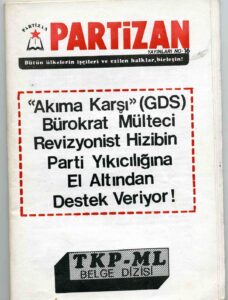 PARTİZAN
PARTİZAN
YAYINLARI NO: 16
Bütün ülkelerin işçileri ve ezilen halklar, birleşin!
"Akıma Karşı" (GDS)
Bürokrat Mülteci
Revizyonist Hizibin
Parti Yıkıcılığına
El Altından
Destek Veriyor!
TKP-ML
BELGE DİZİSİ